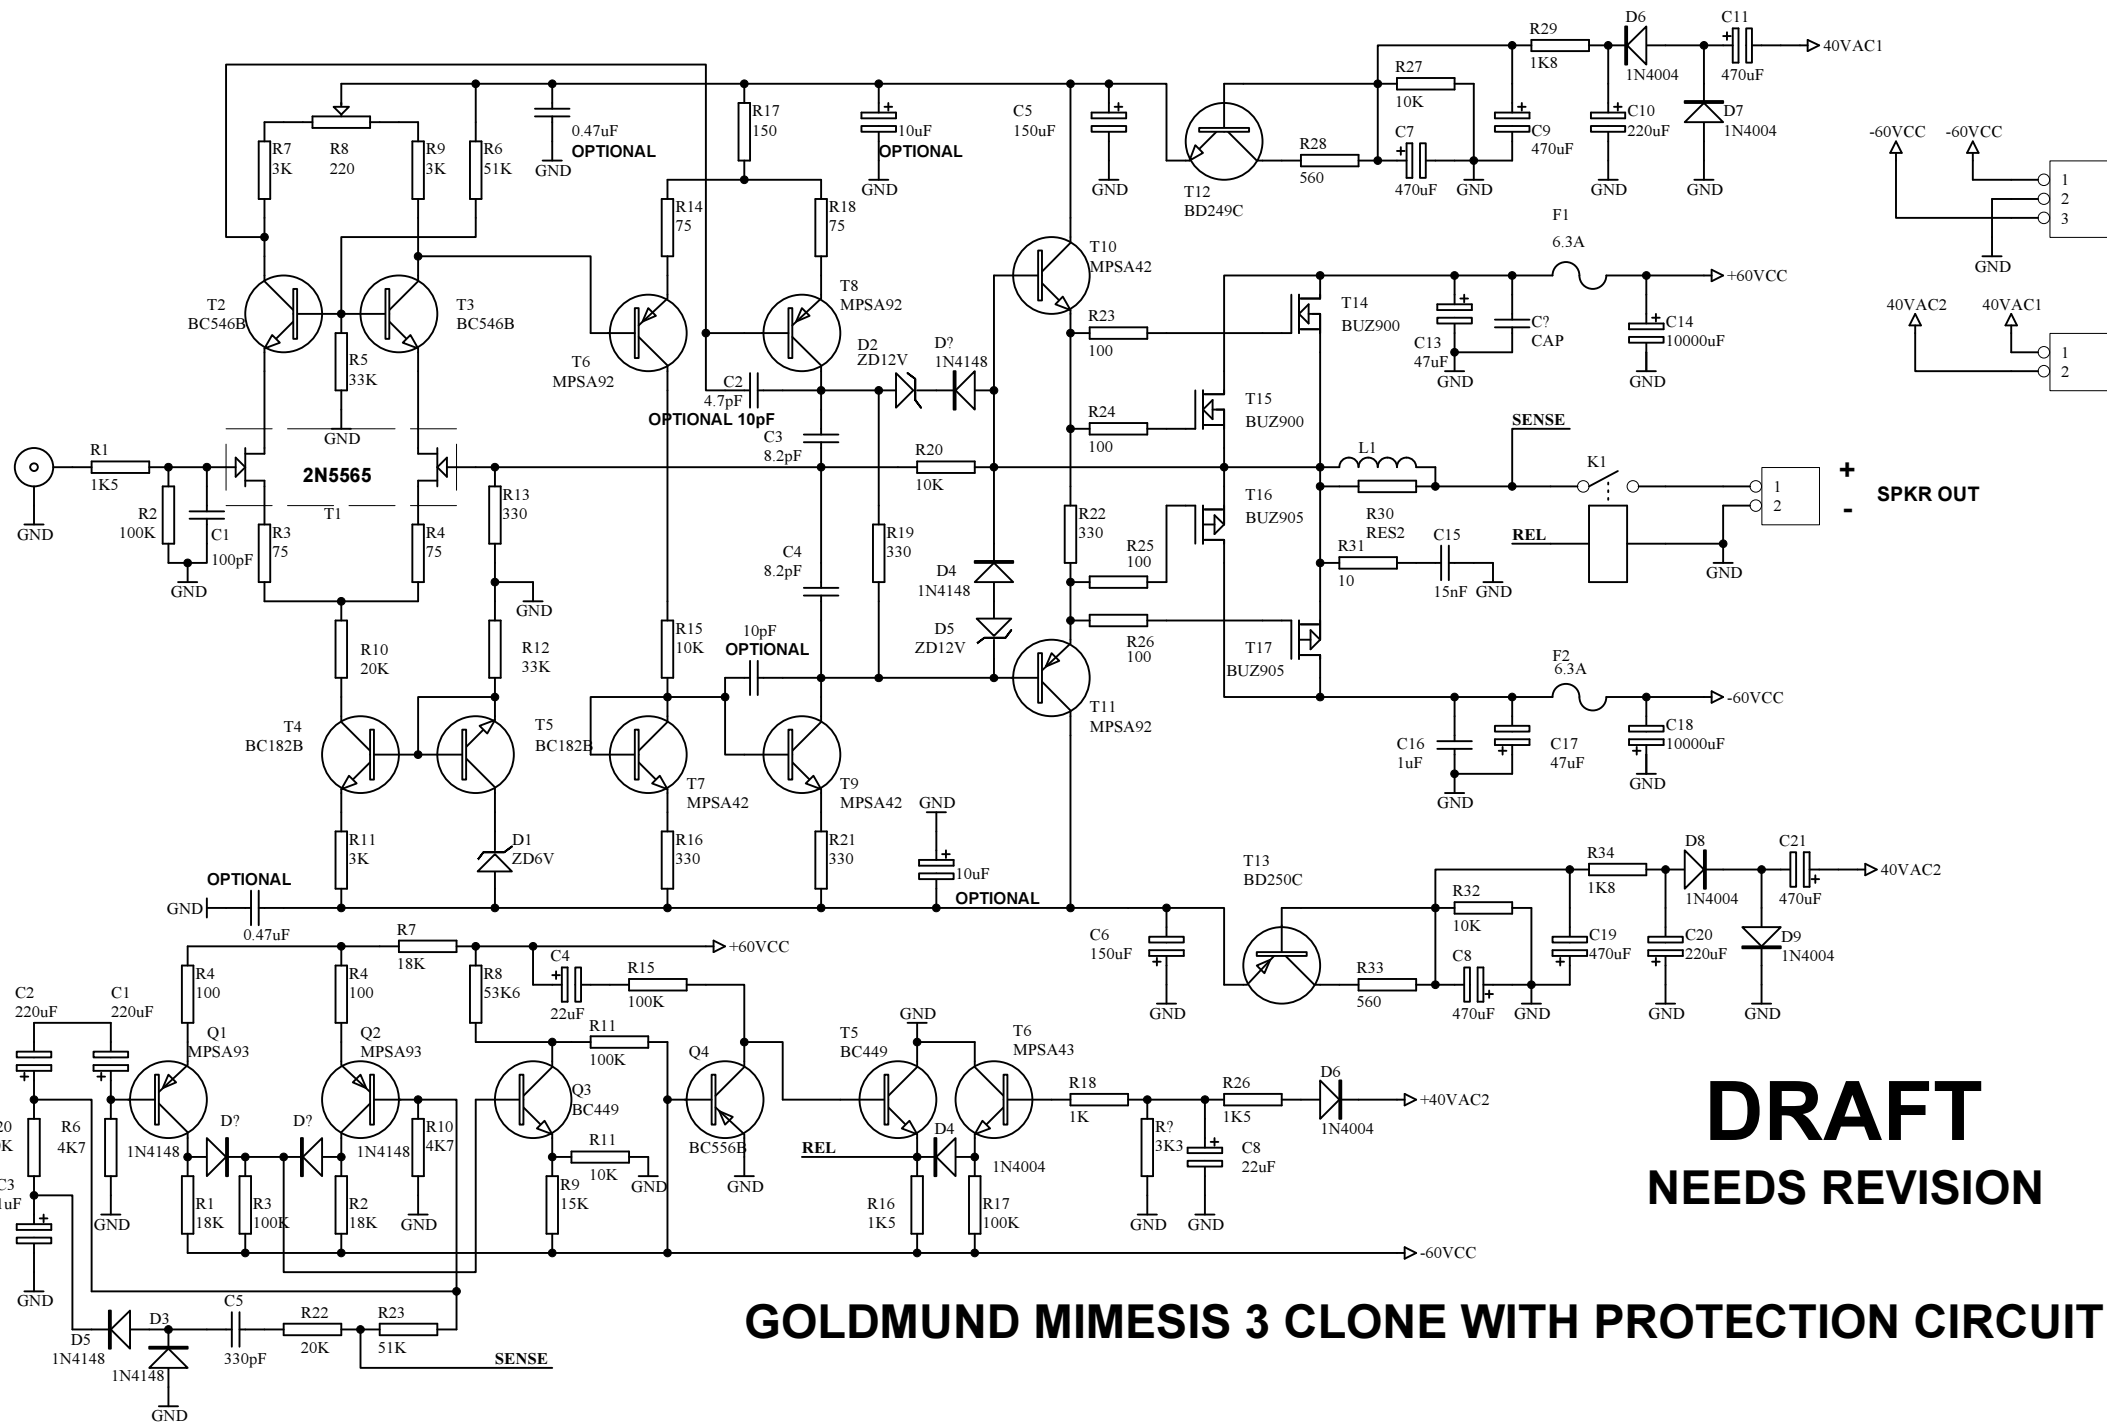 D6
C11
R29
40VAC1
1K8
1N4004
470uF
R27
10K
R17
150
C5
150uF
10uF
OPTIONAL
0.47uF
OPTIONAL
GND
GND
R7
3K
R8
220
R9
3K
R6
51K
C9
470uF
C10
220uF
D7
1N4004
C7
470uF
R28
560
GND
GND
GND
GND
T12
BD249C
-60VCC
-60VCC
1
2
3
GND
F1
6.3A
R14
75
R18
75
T10
MPSA42
+60VCC
T2
BC546B
T3
BC546B
T8
MPSA92
T14
BUZ900
40VAC2
40VAC1
1
2
R23
100
C13
47uF
C?
CAP
C14
10000uF
GND
GND
T6
MPSA92
R5
33K
D2
ZD12V
D?
1N4148
C2
4.7pF
OPTIONAL 10pF
R24
100
T15
BUZ900
SENSE
GND
C3
8.2pF
R1
1K5
2N5565
T1
R20
10K
L1
K1
1
2
+
SPKR OUT
-
R2
100K
C1
100pF
R3
75
R4
75
R13
330
GND
GND
GND
C4
8.2pF
R19
330
R22
330
R25
100
T16
BUZ905
R30
RES2
R31
10
C15
15nF
GND
REL
GND
D4
1N4148
D5
ZD12V
10pF
OPTIONAL
R10
20K
R12
33K
R15
10K
R26
100
T17
BUZ905
F2
6.3A
-60VCC
T4
BC182B
T5
BC182B
T7
MPSA42
T9
MPSA42
T11
MPSA92
C16
1uF
C17
47uF
C18
10000uF
GND
GND
GND
R11
3K
D1
ZD6V
R16
330
R21
330
10uF
OPTIONAL
T13
BD250C
R34
1K8
D8
1N4004
C21
470uF
40VAC2
OPTIONAL
GND
0.47uF
R32
10K
R7
18K
+60VCC
C6
150uF
C19
470uF
C20
220uF
D9
1N4004
R33
560
C8
470uF
GND
GND
GND
GND
C2
220uF
C1
220uF
R4
100
R4
100
R8
53K6
C4
22uF
R15
100K
Q1
MPSA93
Q2
MPSA93
R11
100K
Q4
GND
T5
BC449
T6
MPSA43
Q3
BC449
R18
1K
R26
1K5
D6
1N4004
+40VAC2
R6
4K7
1N4148
D?
D?
1N4148
R10
4K7
R11
10K
GND
BC556B
GND
REL
D4
1N4004
R?
3K3
C8
22uF
R1
18K
R3
100K
R2
18K
GND
GND
R9
15K
R16
1K5
R17
100K
GND
GND
-60VCC
GND
D5
1N4148
D3
1N4148
C5
330pF
R22
20K
R23
51K
SENSE
GND
DRAFT
NEEDS REVISION
GOLDMUND MIMESIS 3 CLONE WITH PROTECTION CIRCUIT